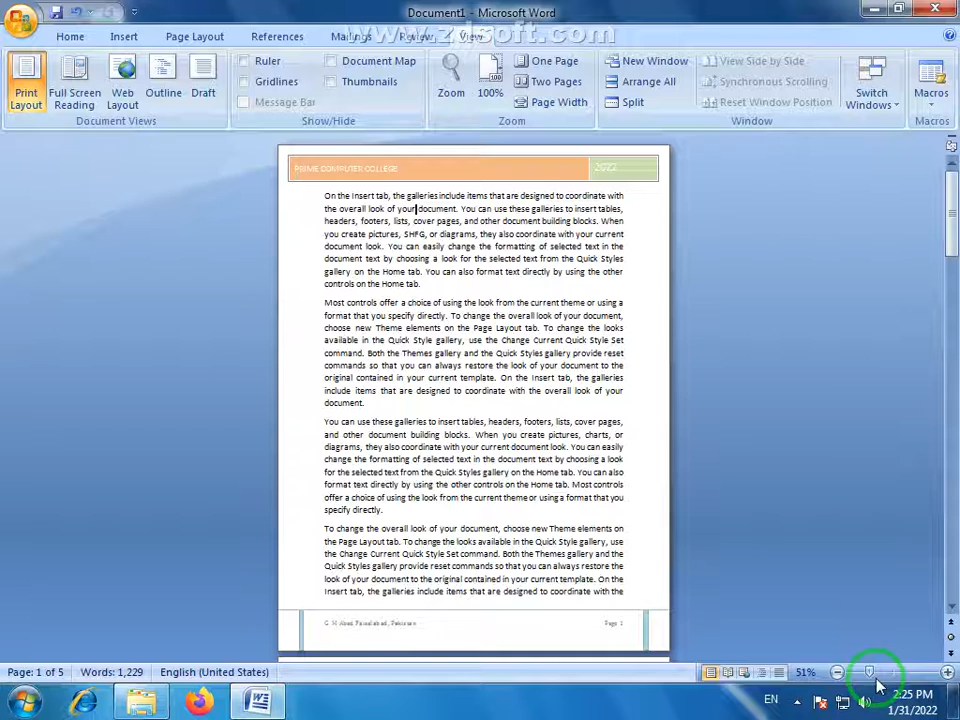 Document1 - Microsoft Word
www.zdsoft.com
Home Insert Page Layout References Mailings Review View
Print Layout
Full Screen Reading
Web Layout
Outline
Draft
Document Views
Ruler
Gridlines
Message Bar
Document Map
Thumbnails
Show/Hide
Zoom
100%
One Page
Two Pages
Page Width
Zoom
New Window
Arrange All
Split
View Side by Side
Synchronous Scrolling
Reset Window Position
Window
Switch Windows
Macros
Macros
PRIME COMPUTER COLLEGE 2022
On the Insert tab, the galleries include items that are designed to coordinate with
the overall look of your document. You can use these galleries to insert tables,
headers, footers, lists, cover pages, and other document building blocks. When
you create pictures, SHFG, or diagrams, they also coordinate with your current
document look. You can easily change the formatting of selected text in the
document text by choosing a look for the selected text from the Quick Styles
gallery on the Home tab. You can also format text directly by using the other
controls on the Home tab.
Most controls offer a choice of using the look from the current theme or using a
format that you specify directly. To change the overall look of your document,
choose new Theme elements on the Page Layout tab. To change the looks
available in the Quick Style gallery, use the Change Current Quick Style Set
command. Both the Themes gallery and the Quick Styles gallery provide reset
commands so that you can always restore the look of your document to the
original contained in your current template. On the Insert tab, the galleries
include items that are designed to coordinate with the overall look of your
document.
You can use these galleries to insert tables, headers, footers, lists, cover pages,
and other document building blocks. When you create pictures, charts, or
diagrams, they also coordinate with your current document look. You can easily
change the formatting of selected text in the document text by choosing a look
for the selected text from the Quick Styles gallery on the Home tab. You can also
format text directly by using the other controls on the Home tab. Most controls
offer a choice of using the look from the current theme or using a format that you
specify directly.
To change the overall look of your document, choose new Theme elements on
the Page Layout tab. To change the looks available in the Quick Style gallery, use
the Change Current Quick Style Set command. Both the Themes gallery and the
Quick Styles gallery provide reset commands so that you can always restore the
look of your document to the original contained in your current template. On the
Insert tab, the galleries include items that are designed to coordinate with the
Faisalabad, Pakistan Page 1
Page: 1 of 5 Words: 1,229 English (United States) 51%
EN 2:25 PM
1/31/2022